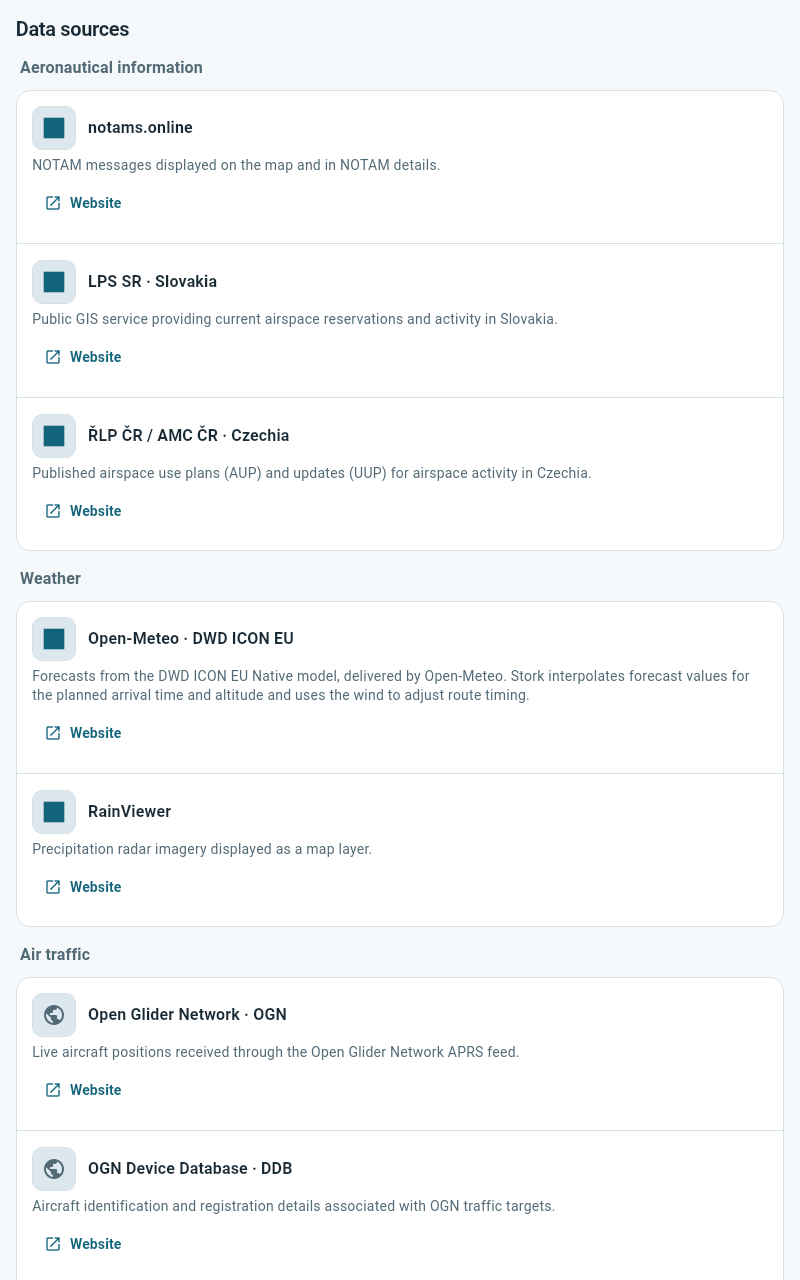 Data sources
Aeronautical information
notams.online
NOTAM messages displayed on the map and in NOTAM details.
Website
LPS SR · Slovakia
Public GIS service providing current airspace reservations and activity in Slovakia.
Website
ŘLP ČR / AMC ČR · Czechia
Published airspace use plans (AUP) and updates (UUP) for airspace activity in Czechia.
Website
Weather
Open-Meteo · DWD ICON EU
Forecasts from the DWD ICON EU Native model, delivered by Open-Meteo. Stork interpolates forecast values for
the planned arrival time and altitude and uses the wind to adjust route timing.
Website
RainViewer
Precipitation radar imagery displayed as a map layer.
Website
Air traffic
Open Glider Network · OGN
Live aircraft positions received through the Open Glider Network APRS feed.
Website
OGN Device Database · DDB
Aircraft identification and registration details associated with OGN traffic targets.
Website